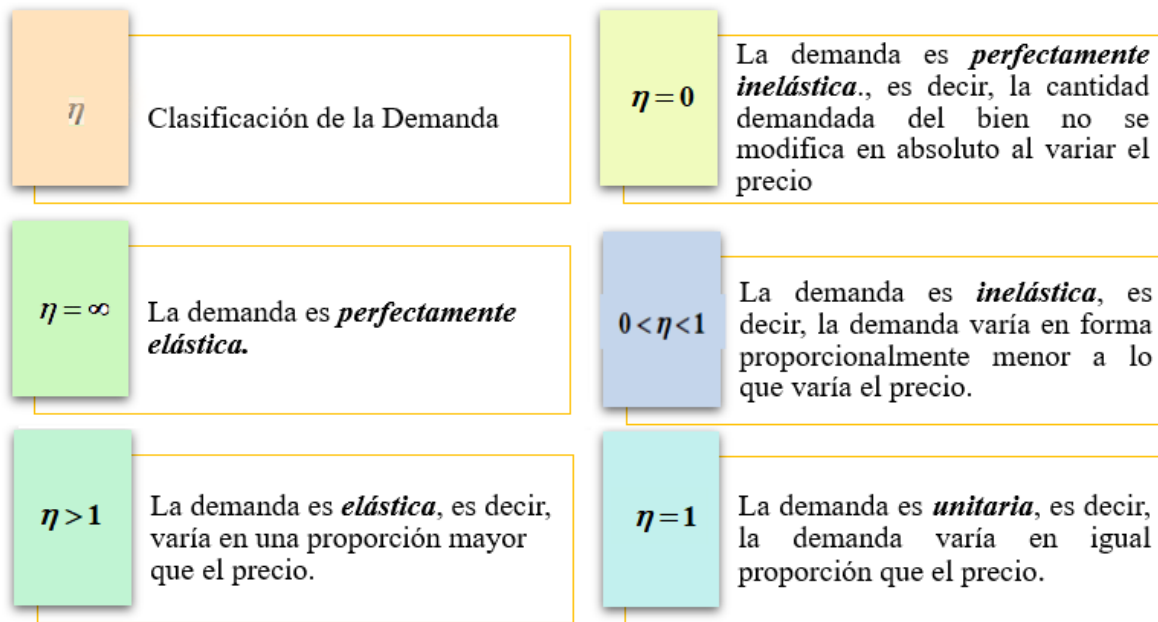 η
Clasificación de la Demanda
η = 0
La demanda es perfectamente
inelástica., es decir, la cantidad
demandada del bien no se
modifica en absoluto al variar el
precio
η = ∞
La demanda es perfectamente
elástica.
0 < η < 1
La demanda es inelástica, es
decir, la demanda varía en forma
proporcionalmente menor a lo
que varía el precio.
η > 1
La demanda es elástica, es decir,
varía en una proporción mayor
que el precio.
η = 1
La demanda es unitaria, es decir,
la demanda varía en igual
proporción que el precio.